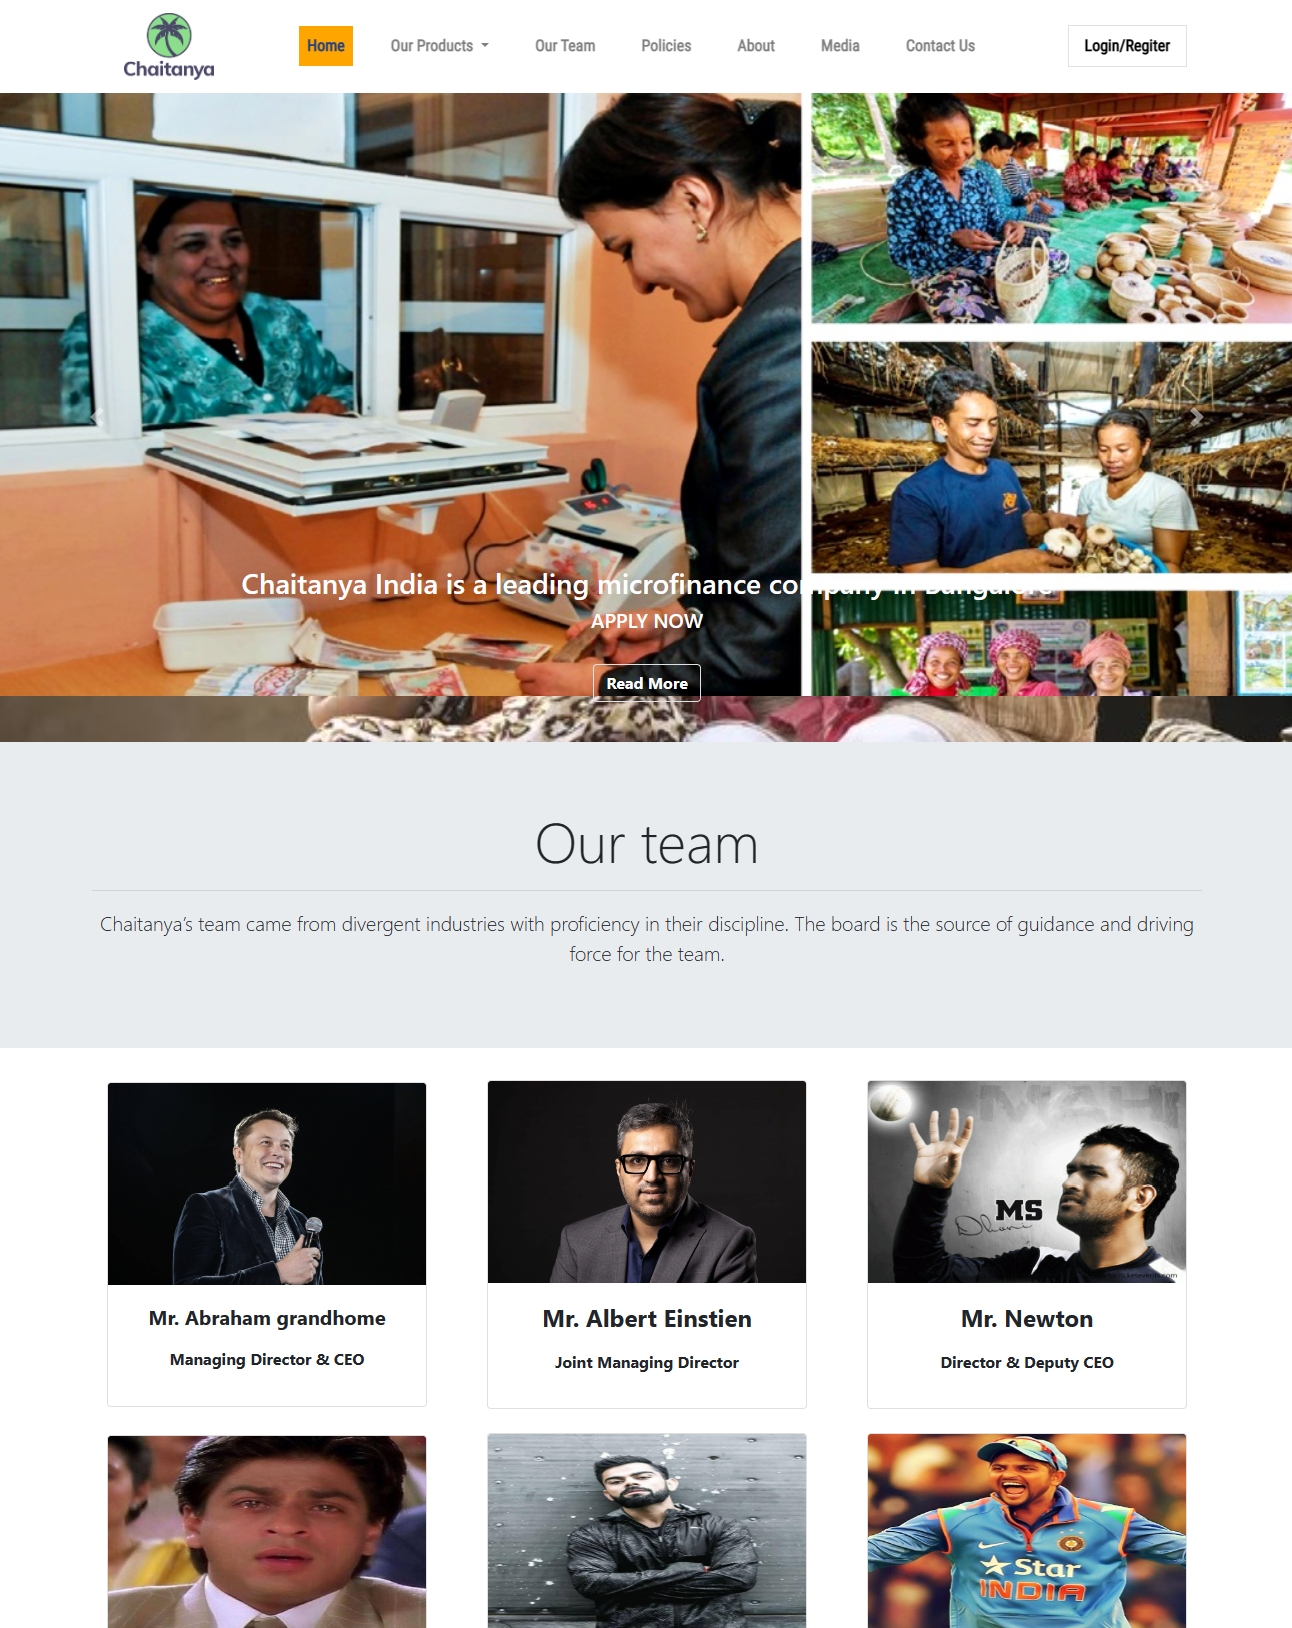 Chaitanya
Home
Our Products
Our Team
Policies
About
Media
Contact Us
Login/Regiter
Chaitanya India is a leading microfinance company in Bangalore
APPLY NOW
Read More
Our team
Chaitanya’s team came from divergent industries with proficiency in their discipline. The board is the source of guidance and driving
force for the team.
MS
Dhoni
Mr. Abraham grandhome
Managing Director & CEO
Mr. Albert Einstien
Joint Managing Director
Mr. Newton
Director & Deputy CEO
Star
INDIA